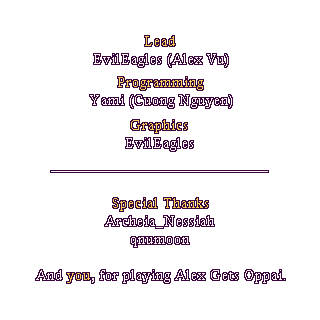 Lead
EvilEagles (Alex Vu)
Programming
Yami (Cuong Nguyen)
Graphics
EvilEagles
Special Thanks
Archeia_Nessiah
qnumoon
And you, for playing Alex Gets Oppai.